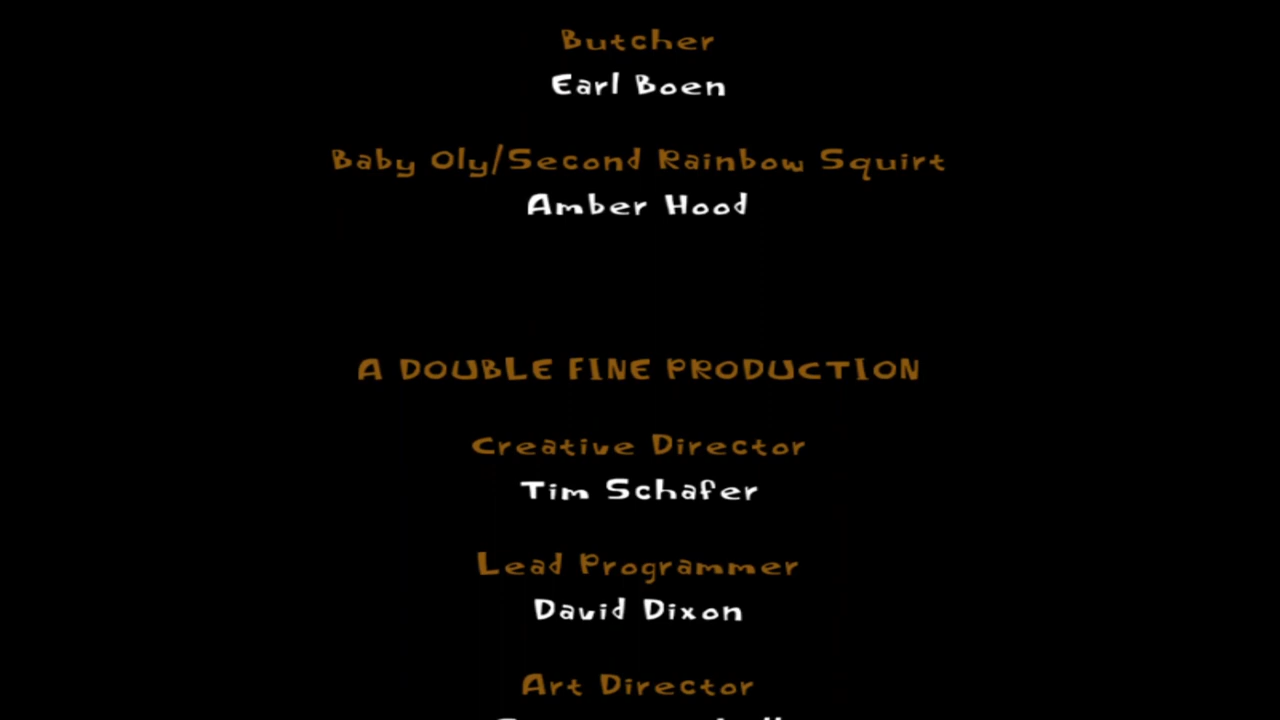 Butcher
Earl Boen
Baby Oly/Second Rainbow Squirt
Amber Hood
A DOUBLE FINE PRODUCTION
Creative Director
Tim Schafer
Lead Programmer
David Dixon
Art Director